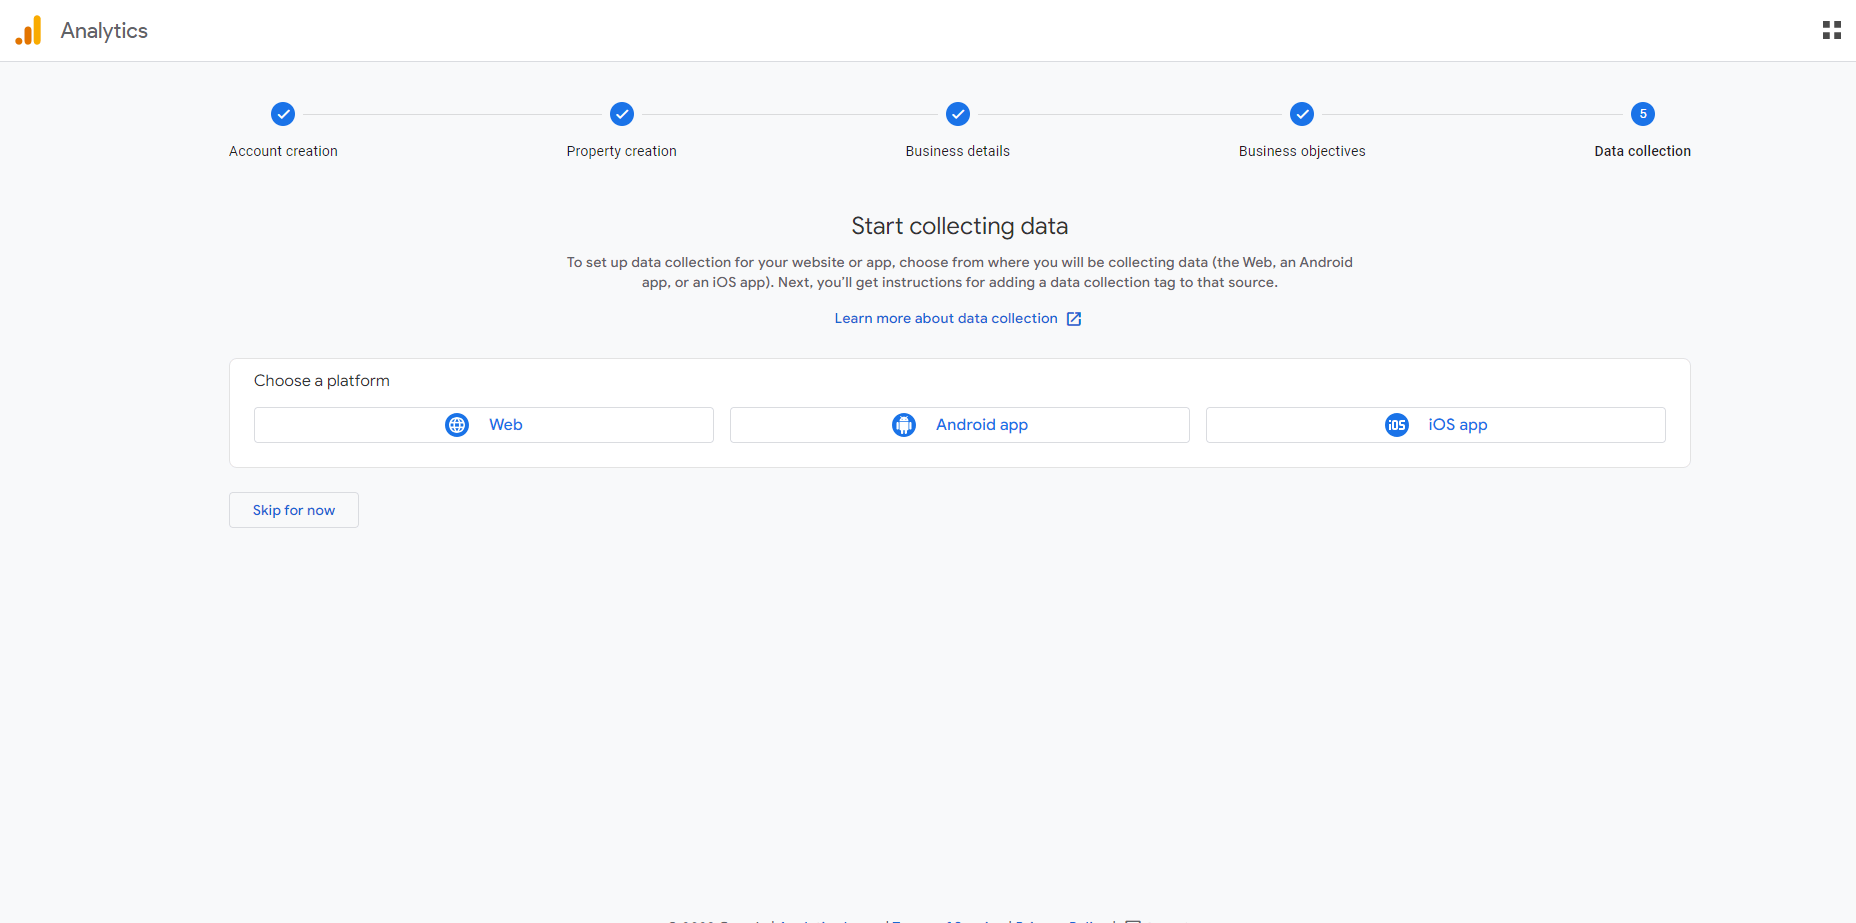 Analytics
Account creation
Property creation
Business details
Business objectives
5
Data collection
Start collecting data
To set up data collection for your website or app, choose from where you will be collecting data (the Web, an Android
app, or an iOS app). Next, you'll get instructions for adding a data collection tag to that source.
Learn more about data collection
Choose a platform
Web
Android app
iOS
iOS app
Skip for now